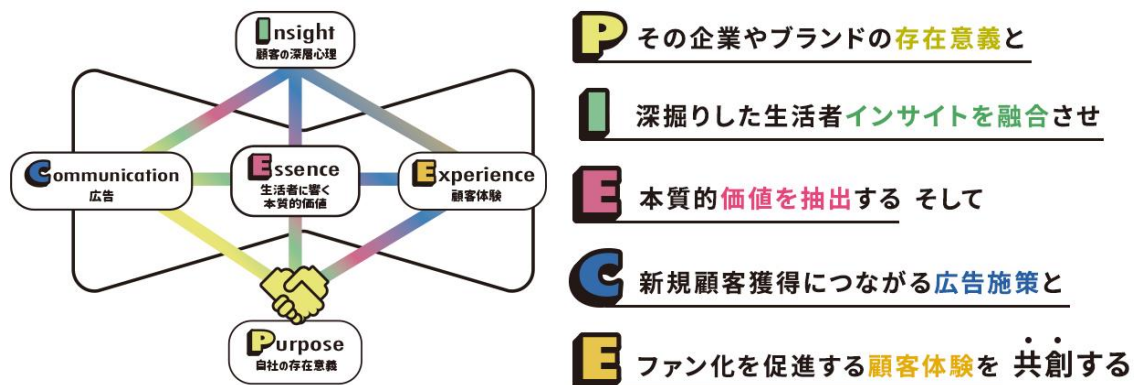 Insight
顧客の深層心理
Communication
広告
Essence
生活者に響く
本質的価値
Experience
顧客体験
Purpose
自社の存在意義
P その企業やブランドの存在意義と
I 深掘りした生活者インサイトを融合させ
E 本質的価値を抽出する そして
C 新規顧客獲得につながる広告施策と
E ファン化を促進する顧客体験を 共創する